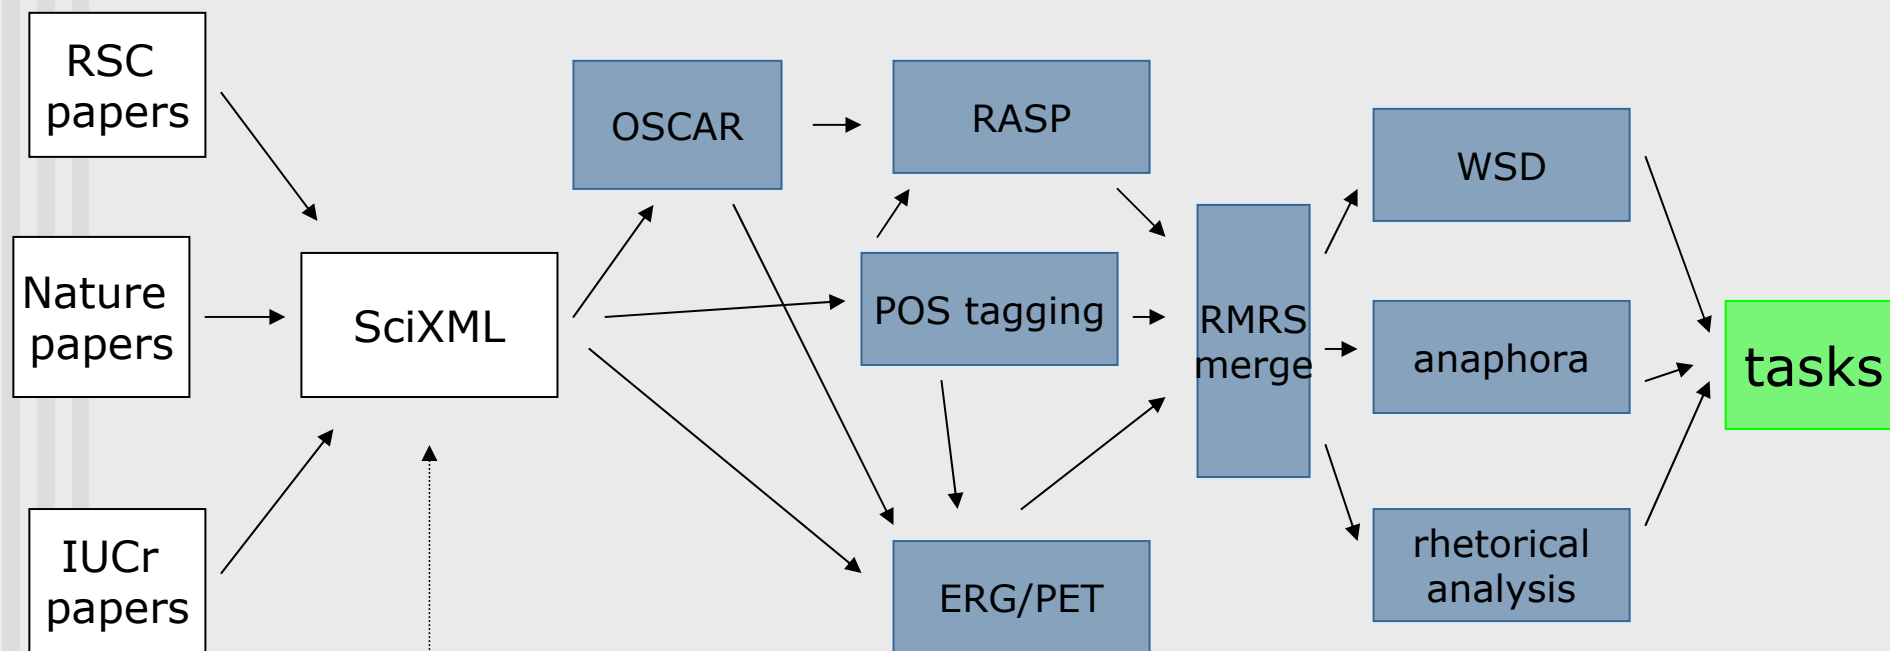 RSC
papers
Nature
papers
IUCr
papers
SciXML
OSCAR
RASP
POS tagging
ERG/PET
RMRS
merge
WSD
anaphora
rhetorical
analysis
tasks